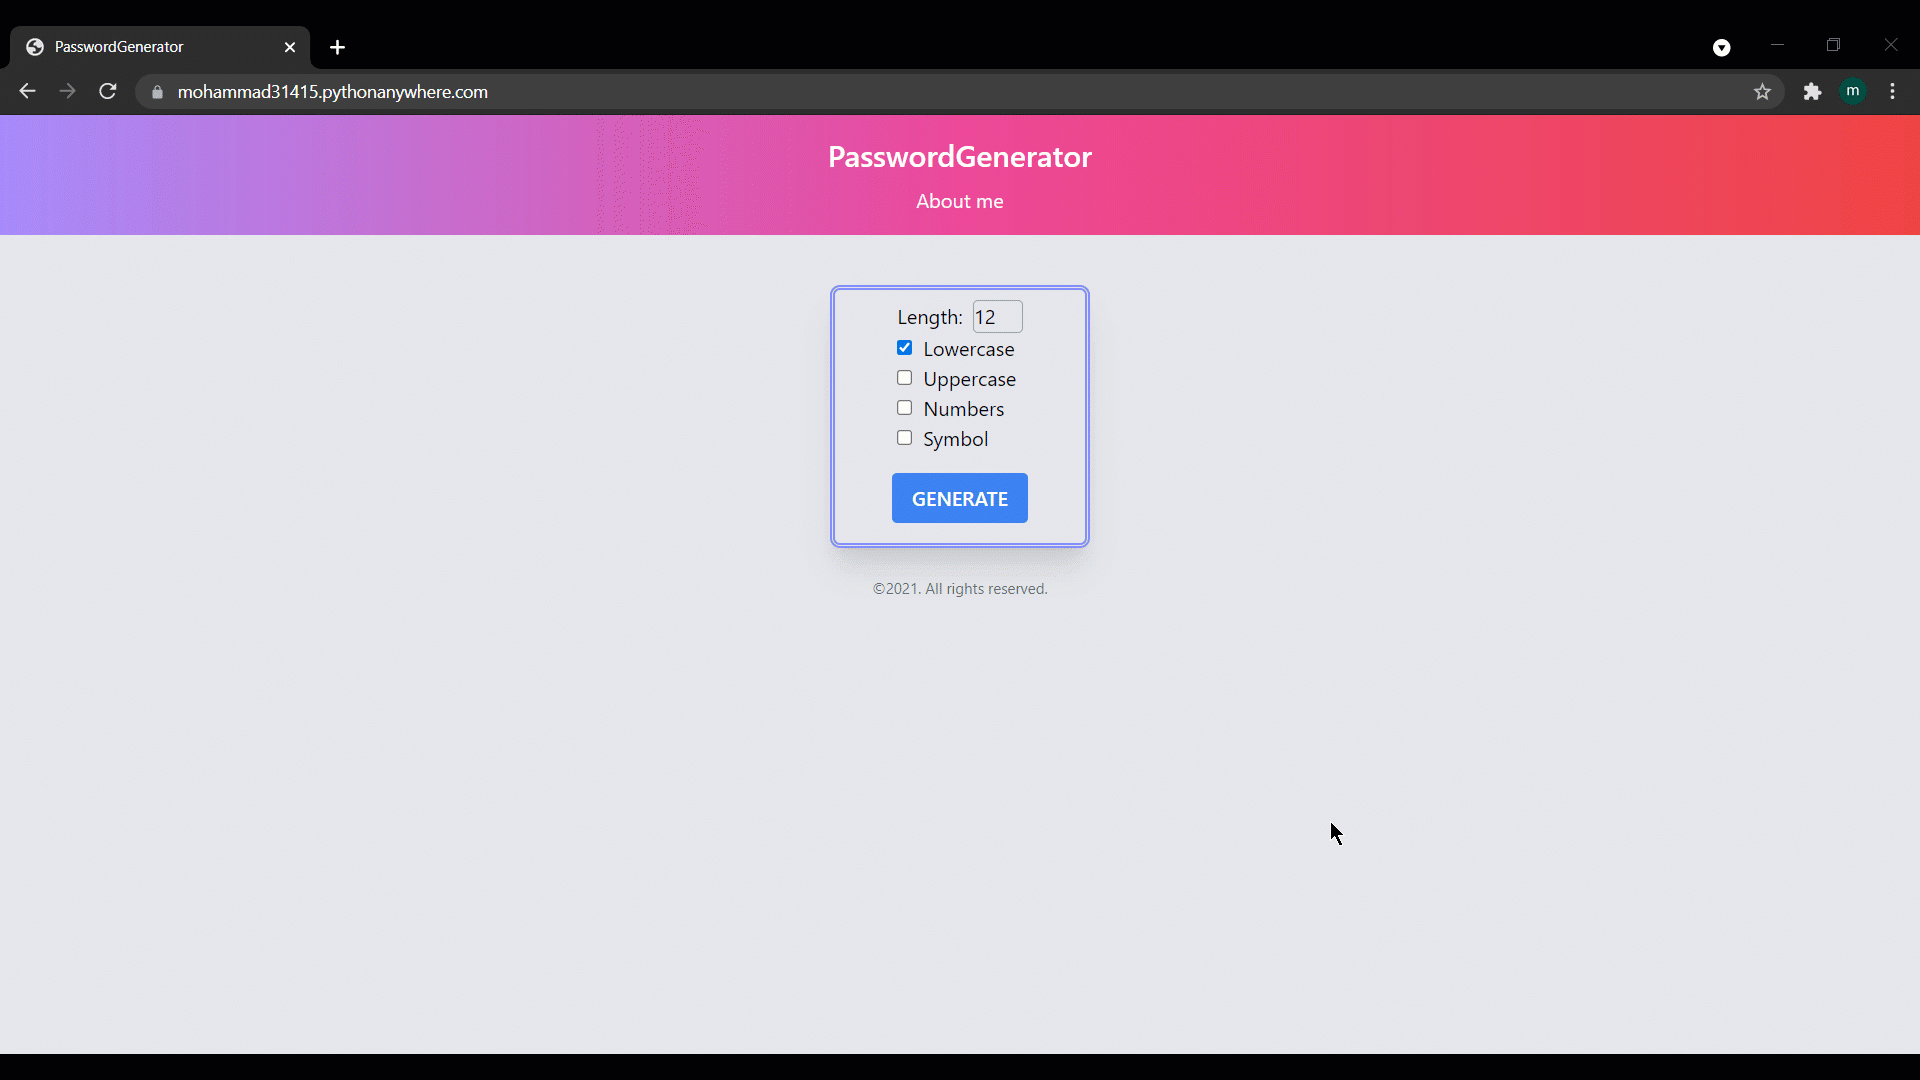 PasswordGenerator
mohammad31415.pythonanywhere.com
m
PasswordGenerator
About me
Length: 12
Lowercase
Uppercase
Numbers
Symbol
GENERATE
©2021. All rights reserved.